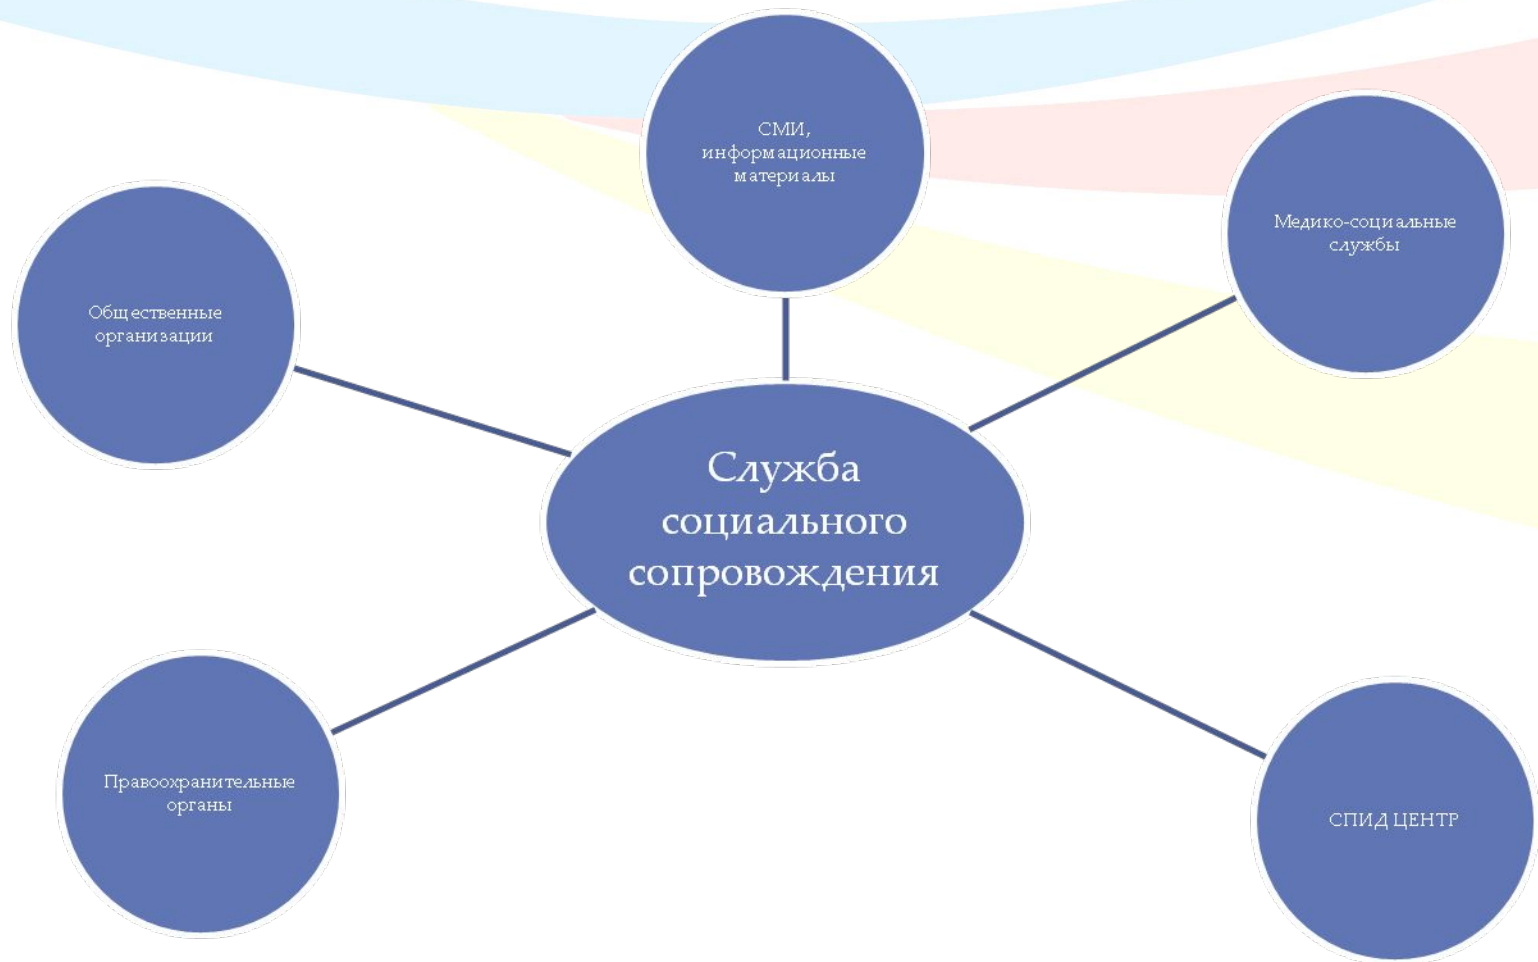 СМИ,
информационные
материалы
Медико-социальные
службы
Общественные
организации
Служба
социального
сопровождения
Правоохранительные
органы
СПИД ЦЕНТР